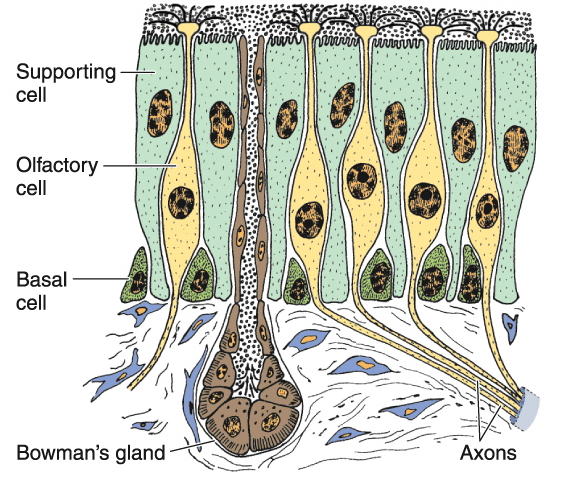 Supporting
cell
Olfactory
cell
Basal
cell
Bowman's gland
Axons